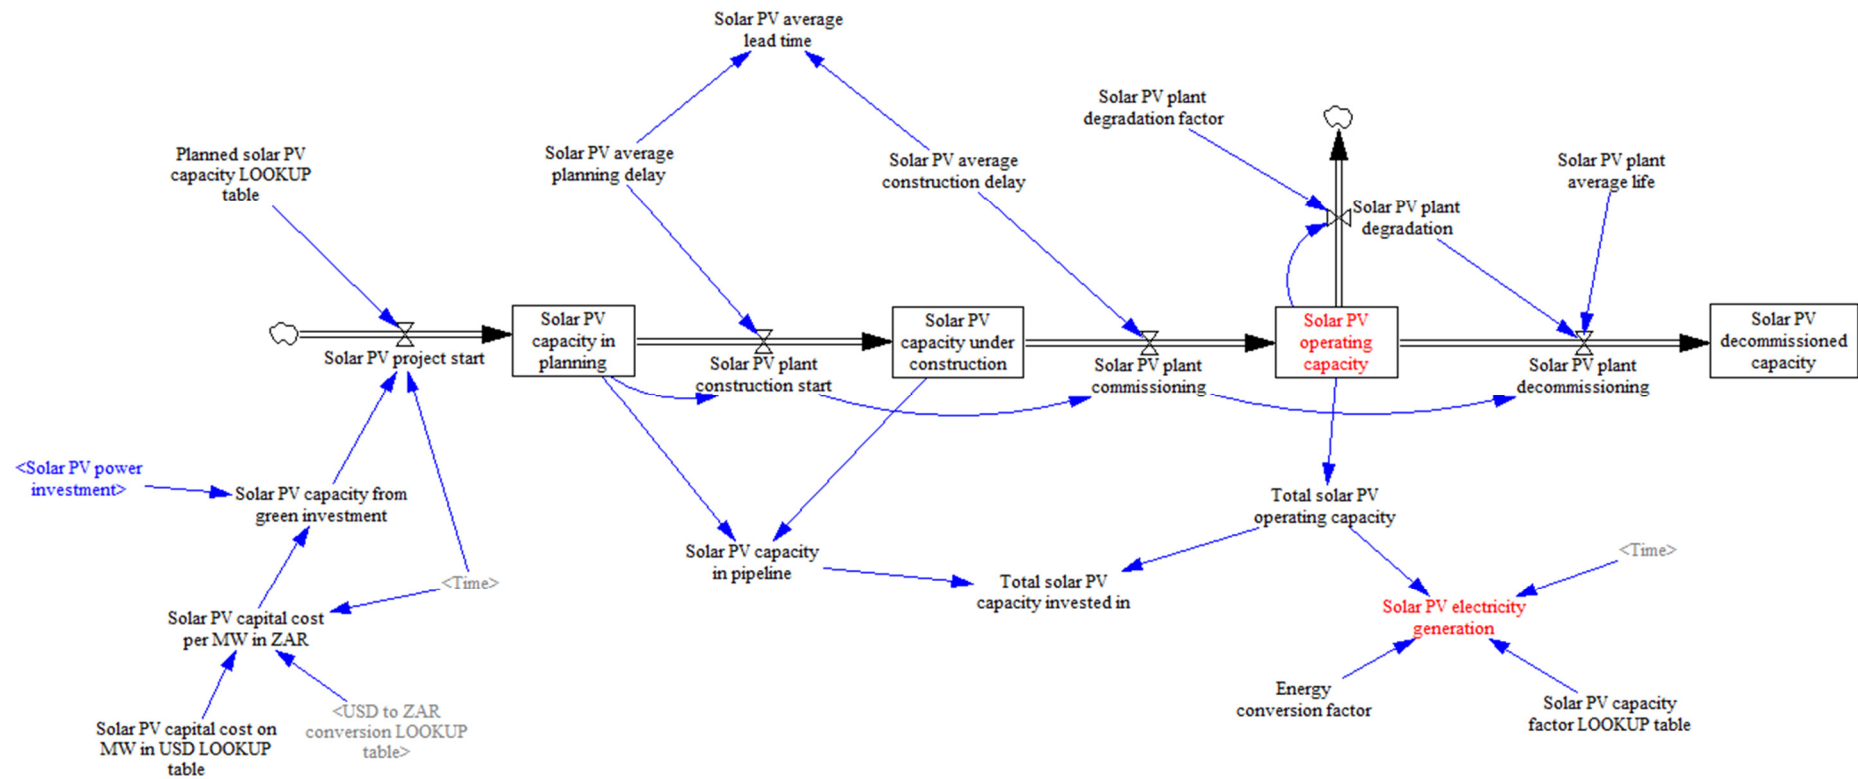 Solar PV average
lead time
Solar PV plant
degradation factor
Planned solar PV
capacity LOOKUP
table
Solar PV average
planning delay
Solar PV average
construction delay
Solar PV plant
average life
Solar PV plant
degradation
Solar PV project start
Solar PV
capacity in
planning
Solar PV plant
construction start
Solar PV
capacity under
construction
Solar PV plant
commissioning
Solar PV
operating
capacity
Solar PV plant
decommissioning
Solar PV
decommissioned
capacity
<Solar PV power
investment>
Solar PV capacity from
green investment
Total solar PV
operating capacity
Solar PV capacity
in pipeline
<Time>
Total solar PV
capacity invested in
<Time>
Solar PV capital cost
per MW in ZAR
Solar PV electricity
generation
Solar PV capital cost on
MW in USD LOOKUP
table
<USD to ZAR
conversion LOOKUP
table>
Energy
conversion factor
Solar PV capacity
factor LOOKUP table